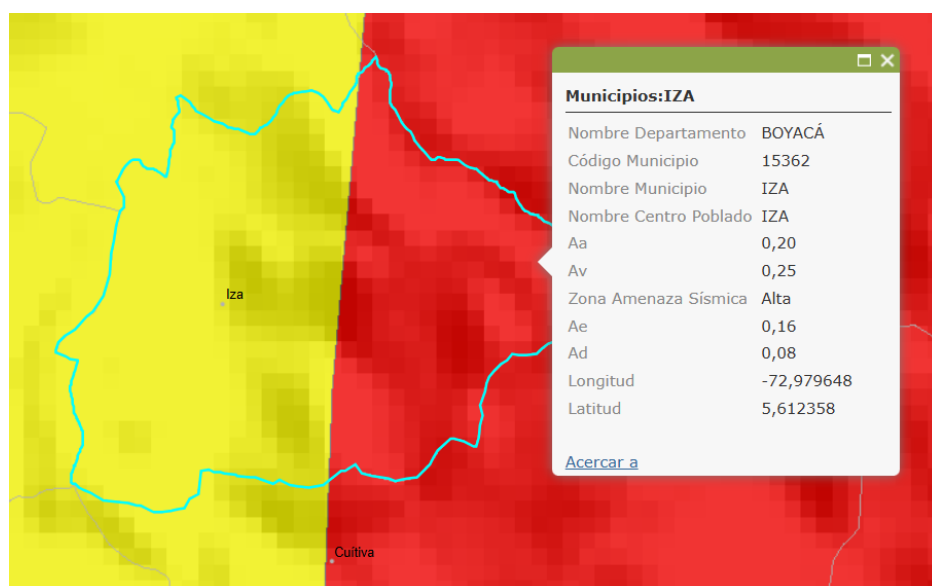 Municipios:IZA
Nombre Departamento BOYACÁ
Código Municipio 15362
Nombre Municipio IZA
Nombre Centro Poblado IZA
Aa 0,20
Av 0,25
Zona Amenaza Sísmica Alta
Ae 0,16
Ad 0,08
Longitud -72,979648
Latitud 5,612358
Acercar a
Iza
Cuitiva